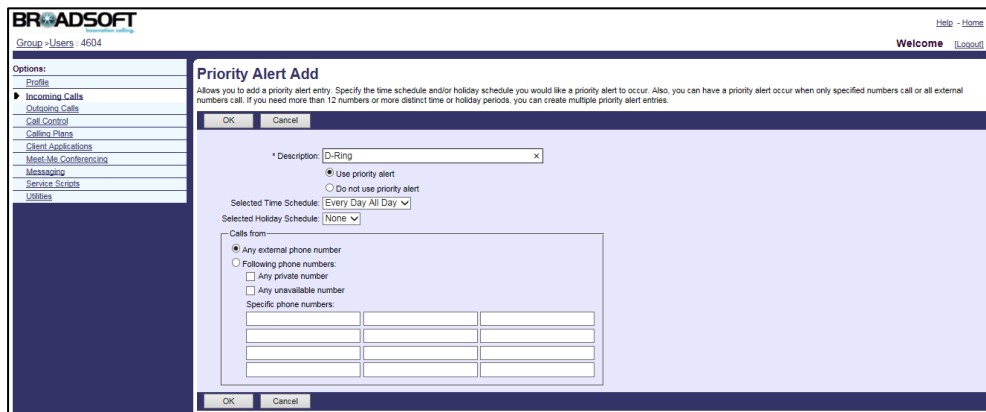 BROADSOFT
Innovation calling.
Help - Home
Group >Users : 4604
Welcome [Logout]
Options:
Profile
Incoming Calls
Outgoing Calls
Call Control
Calling Plans
Client Applications
Meet-Me Conferencing
Messaging
Service Scripts
Utilities
Priority Alert Add
Allows you to add a priority alert entry. Specify the time schedule and/or holiday schedule you would like a priority alert to occur. Also, you can have a priority alert occur when only specified numbers call or all external
numbers call. If you need more than 12 numbers or more distinct time or holiday periods, you can create multiple priority alert entries.
OK Cancel
* Description: D-Ring ×
Use priority alert
Do not use priority alert
Selected Time Schedule: Every Day All Day
Selected Holiday Schedule: None
Calls from
Any external phone number
Following phone numbers:
Any private number
Any unavailable number
Specific phone numbers:
OK Cancel